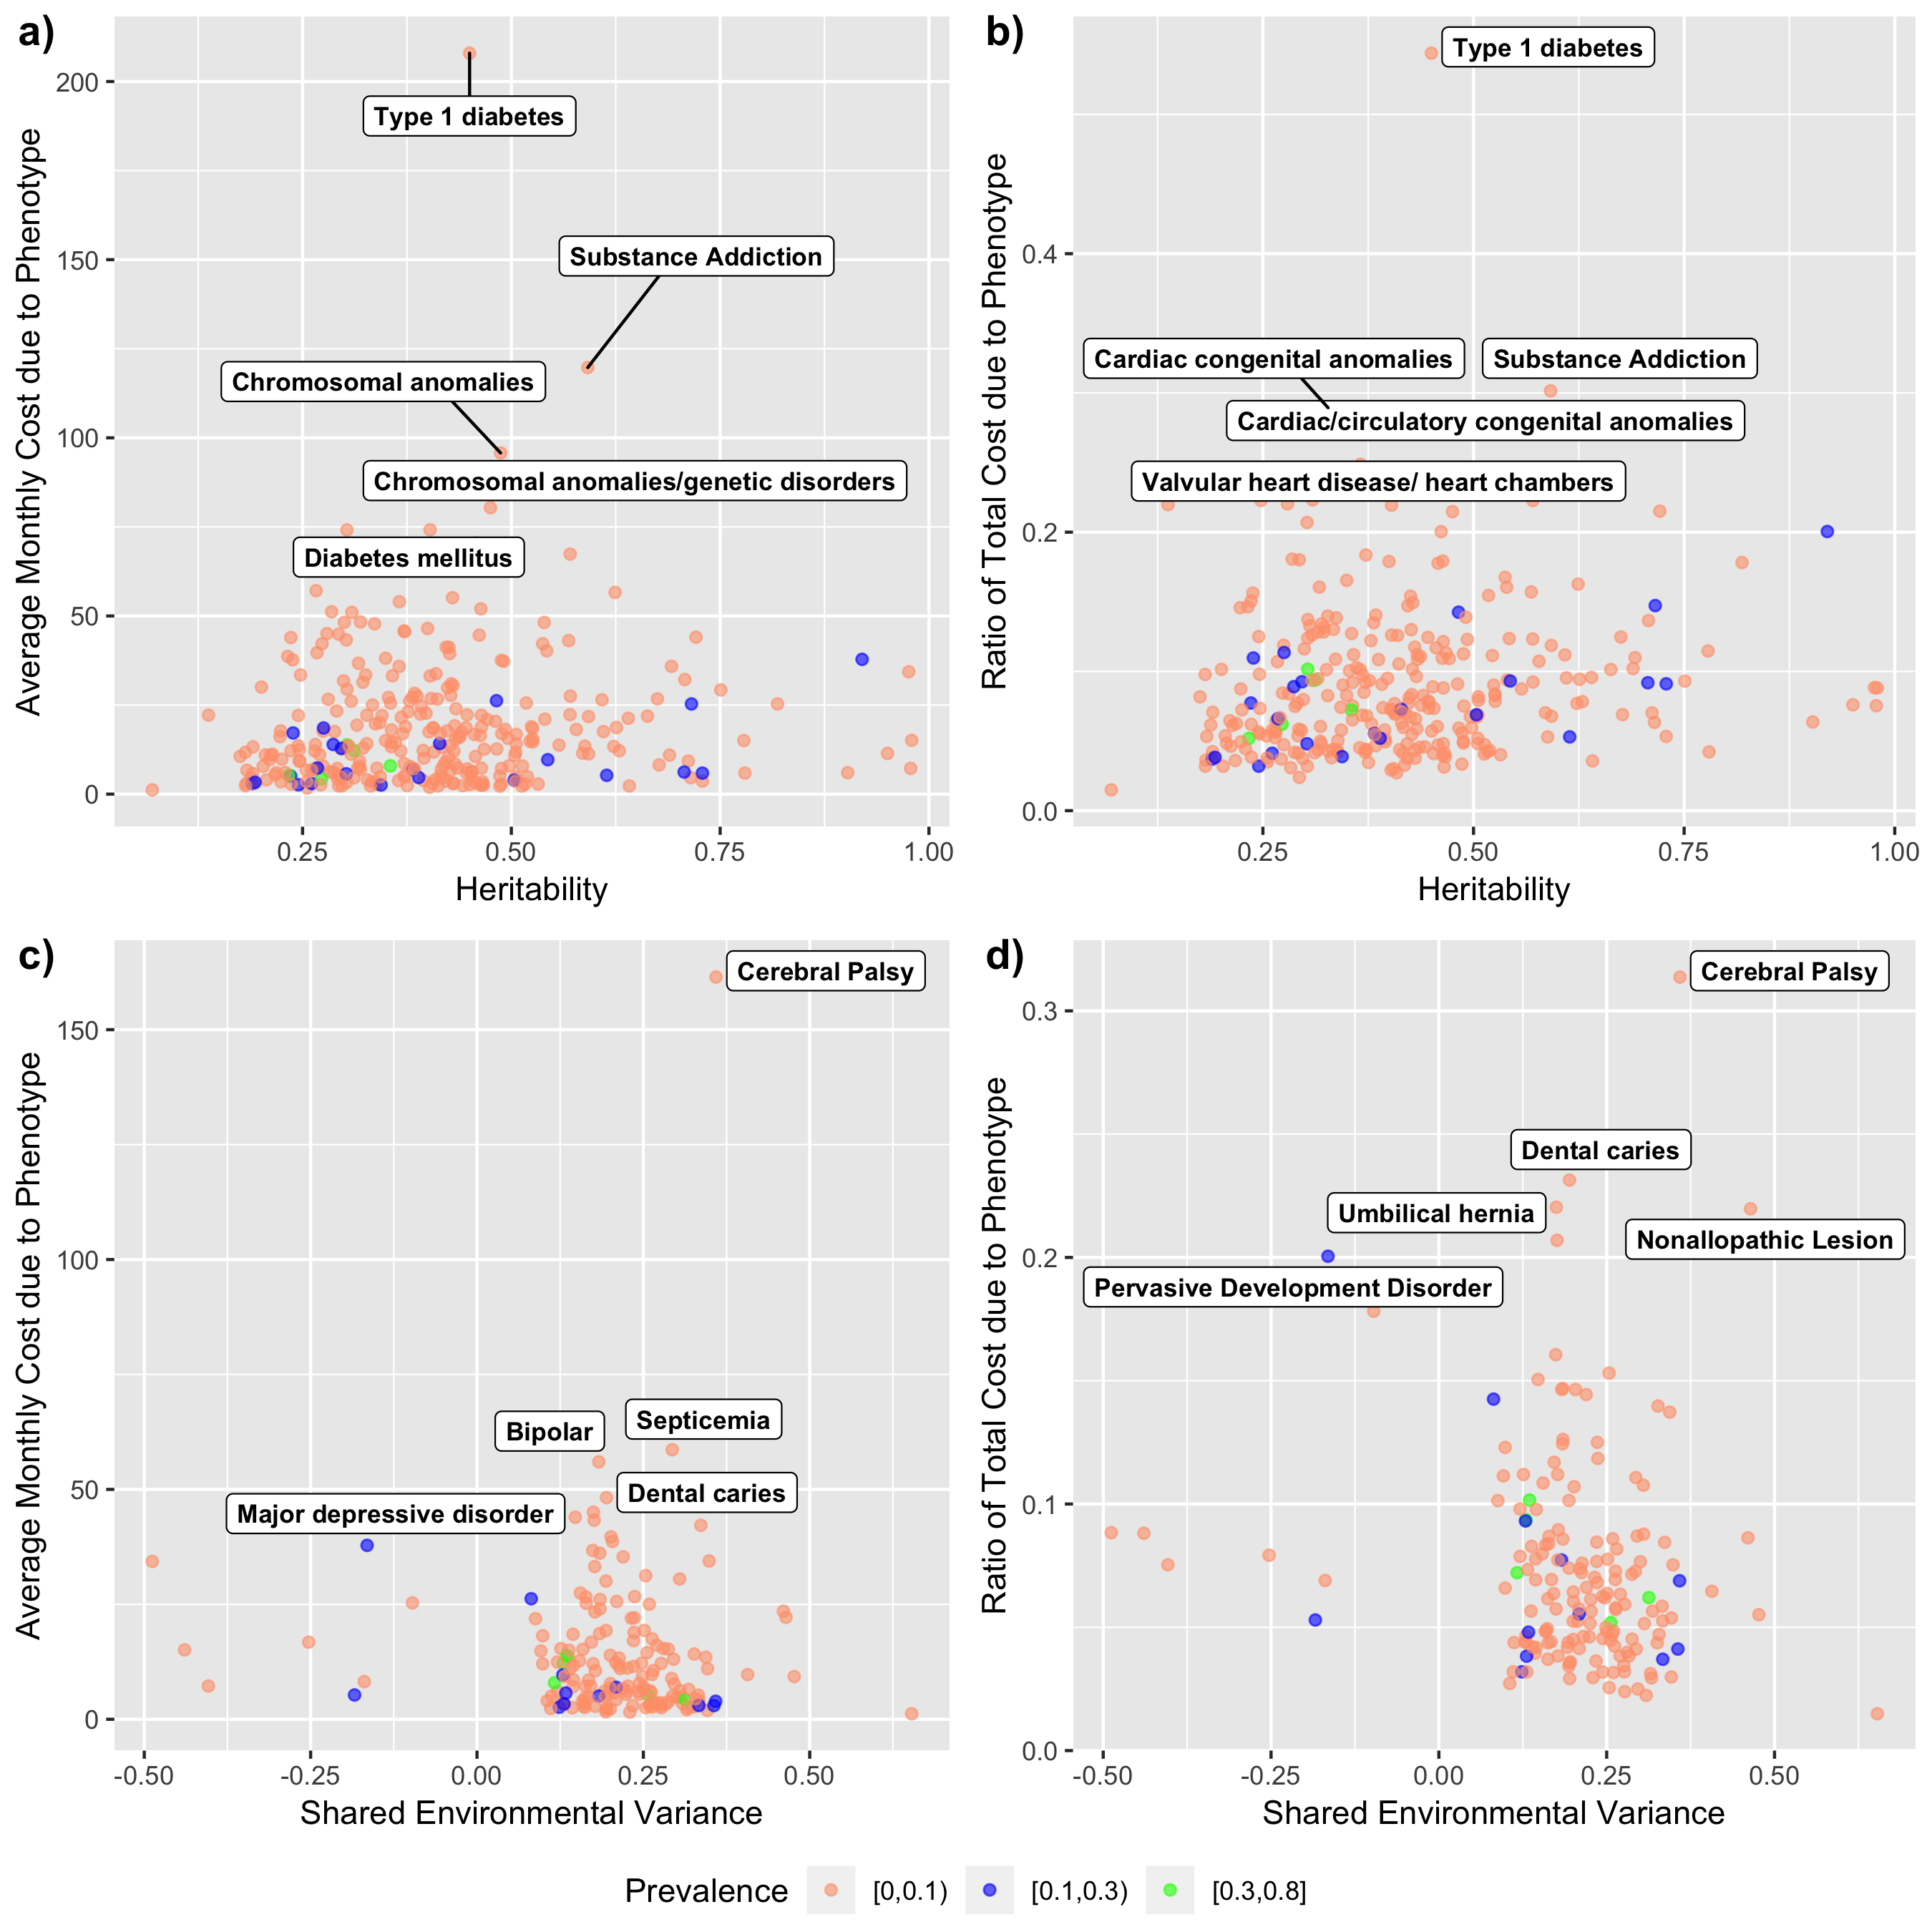 a)
Average Monthly Cost due to Phenotype
200
150
100
50
0
Type 1 diabetes
Substance Addiction
Chromosomal anomalies
Chromosomal anomalies/genetic disorders
Diabetes mellitus
0.25 0.50 0.75 1.00
Heritability
b)
Ratio of Total Cost due to Phenotype
0.4
0.2
0.0
Type 1 diabetes
Cardiac congenital anomalies
Substance Addiction
Cardiac/circulatory congenital anomalies
Valvular heart disease/ heart chambers
0.25 0.50 0.75 1.00
Heritability
c)
Average Monthly Cost due to Phenotype
150
100
50
0
Cerebral Palsy
Septicemia
Bipolar
Dental caries
Major depressive disorder
-0.50 -0.25 0.00 0.25 0.50
Shared Environmental Variance
d)
Ratio of Total Cost due to Phenotype
0.3
0.2
0.1
0.0
Cerebral Palsy
Dental caries
Umbilical hernia
Nonallopathic Lesion
Pervasive Development Disorder
-0.50 -0.25 0.00 0.25 0.50
Shared Environmental Variance
Prevalence [0,0.1) [0.1,0.3) [0.3,0.8]